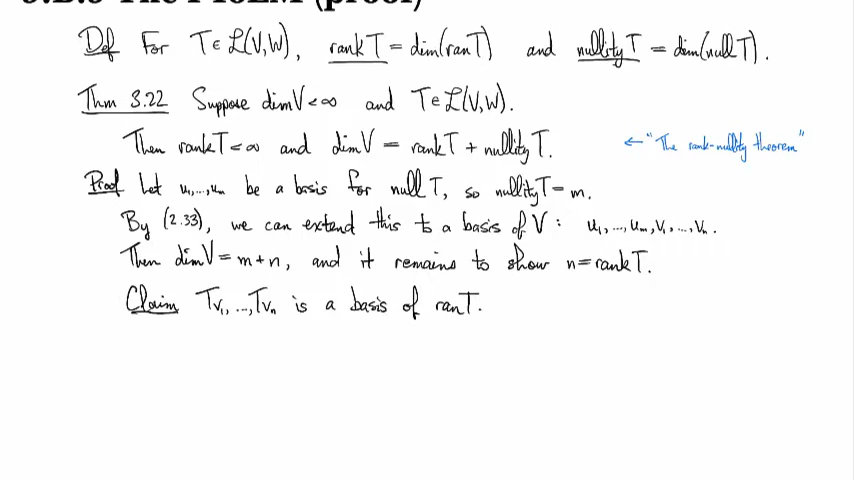 3.B.3 The FToLM (proof)
Def For T∈L(V,W), rank T = dim(ran T) and nullity T = dim(null T).
Thm 3.22 Suppose dim V<∞ and T∈L(V,W).
Then rank T<∞ and dim V = rank T + nullity T. ← "The rank-nullity theorem"
Proof Let u₁,...,uₘ be a basis for null T, so nullity T = m.
By (2.33), we can extend this to a basis of V: u₁,...,uₘ,v₁,...,vₙ.
Then dim V = m+n, and it remains to show n = rank T.
Claim Tv₁,...,Tvₙ is a basis of ran T.